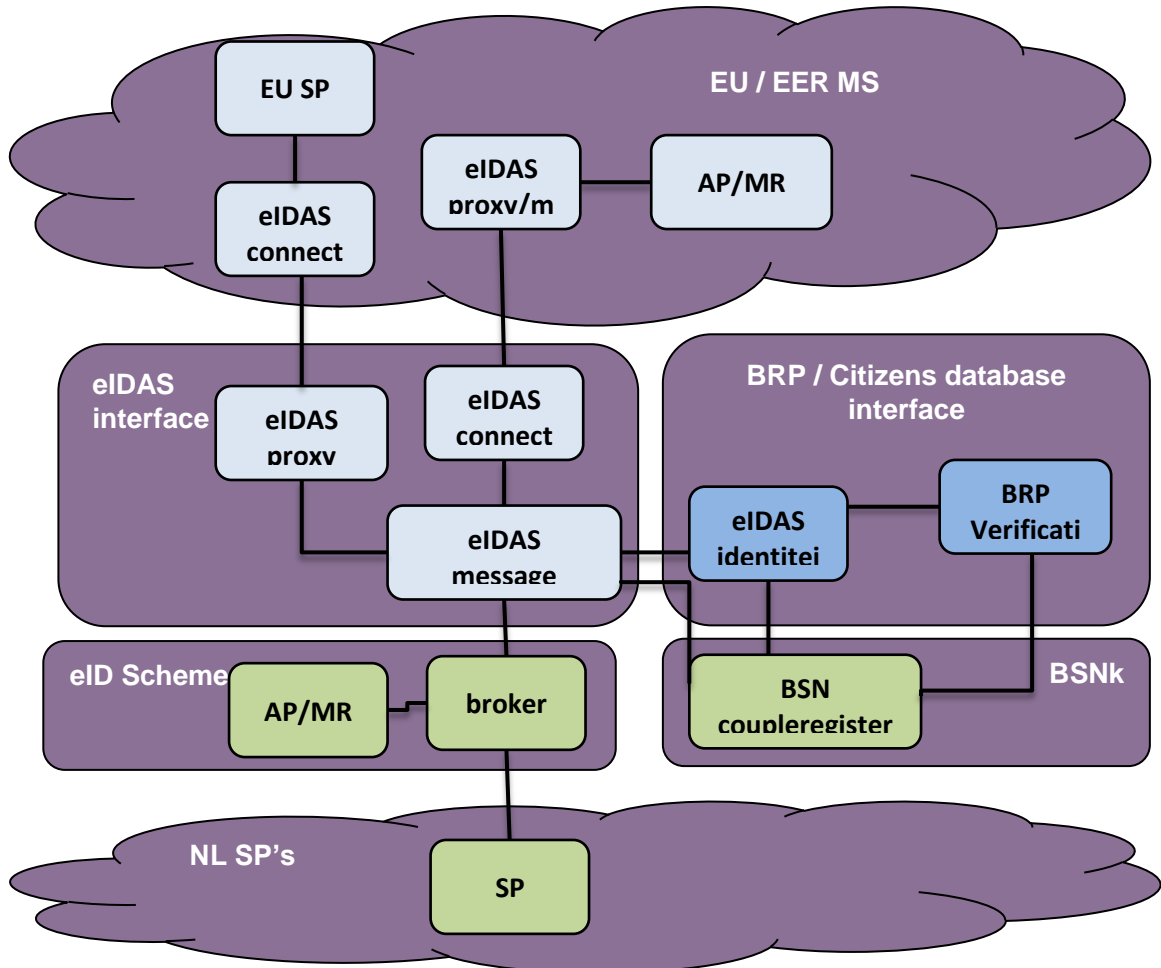 EU SP
EU / EER MS
eIDAS
proxy/m
AP/MR
eIDAS
connect
eIDAS
interface
eIDAS
proxy
eIDAS
connect
eIDAS
message
BRP / Citizens database
interface
eIDAS
identitei
BRP
Verificati
eID Scheme
AP/MR
broker
BSN
coupleregister
BSNk
NL SP's
SP